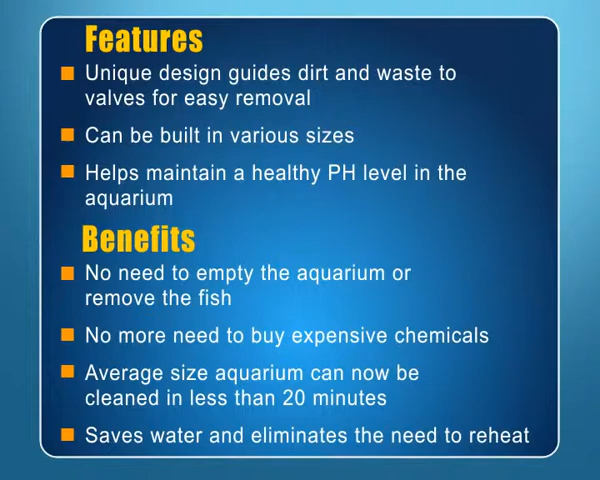 Features
Unique design guides dirt and waste to
valves for easy removal
Can be built in various sizes
Helps maintain a healthy PH level in the
aquarium
Benefits
No need to empty the aquarium or
remove the fish
No more need to buy expensive chemicals
Average size aquarium can now be
cleaned in less than 20 minutes
Saves water and eliminates the need to reheat